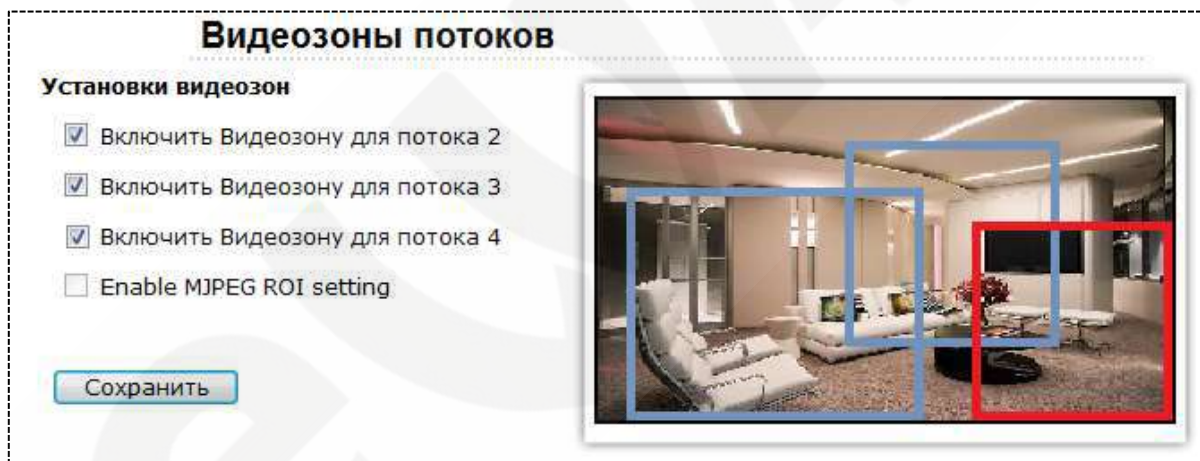 Видеозоны потоков
Установки видеозон
Включить Видеозону для потока 2
Включить Видеозону для потока 3
Включить Видеозону для потока 4
Enable MJPEG ROI setting
Сохранить